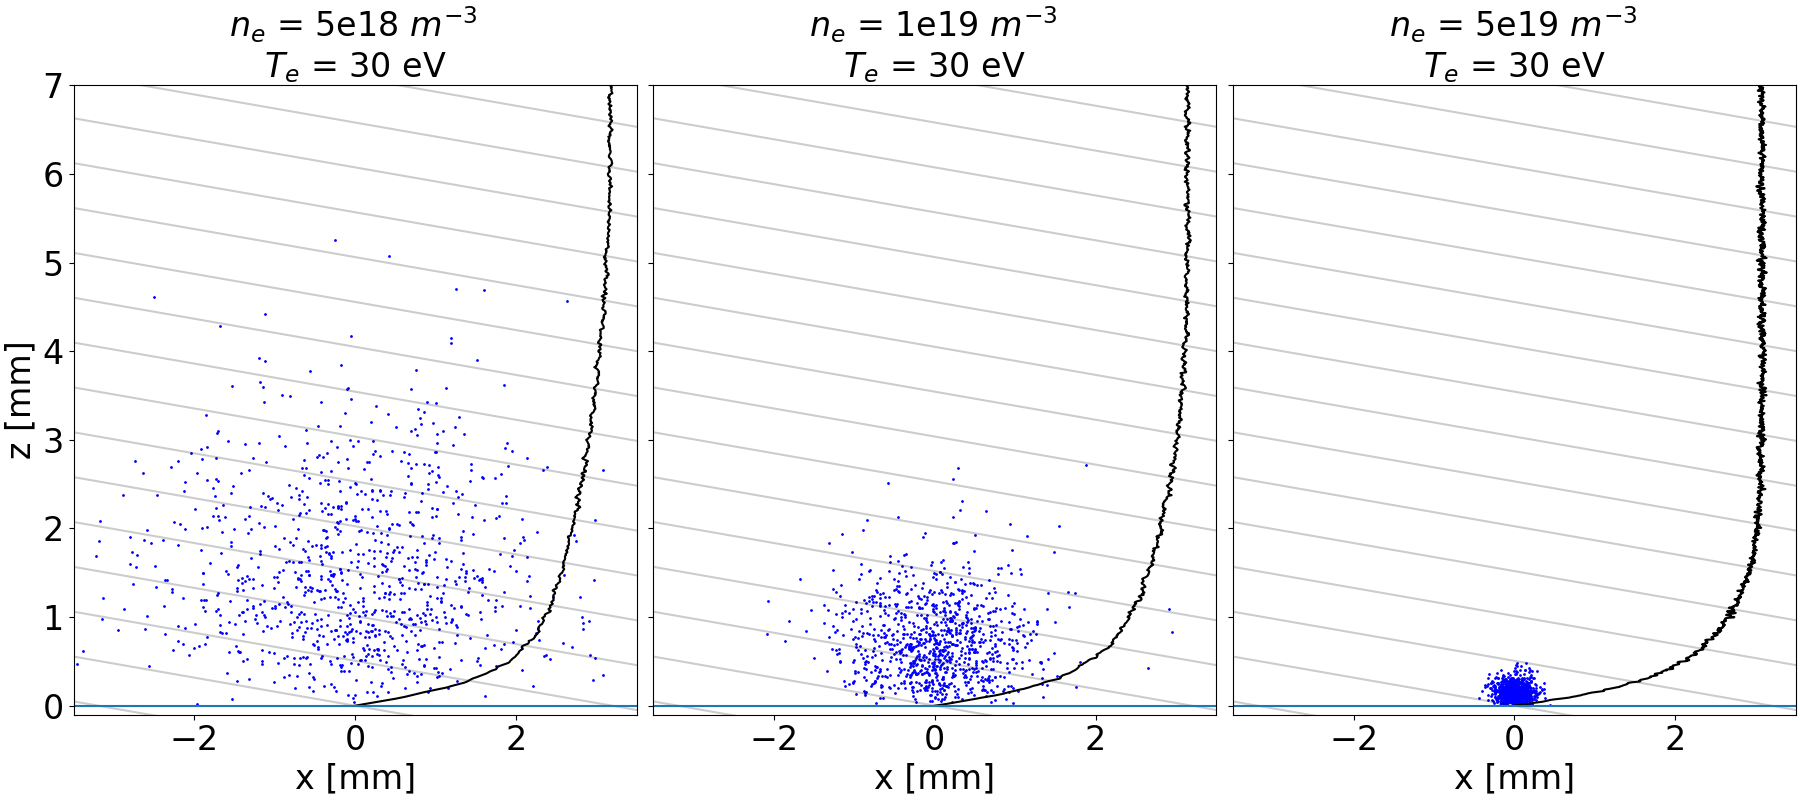 n_e = 5e18 m^{-3}
T_e = 30 eV
n_e = 1e19 m^{-3}
T_e = 30 eV
n_e = 5e19 m^{-3}
T_e = 30 eV
7
6
5
4
3
2
1
0
z [mm]
−2 0 2
x [mm]
−2 0 2
x [mm]
−2 0 2
x [mm]